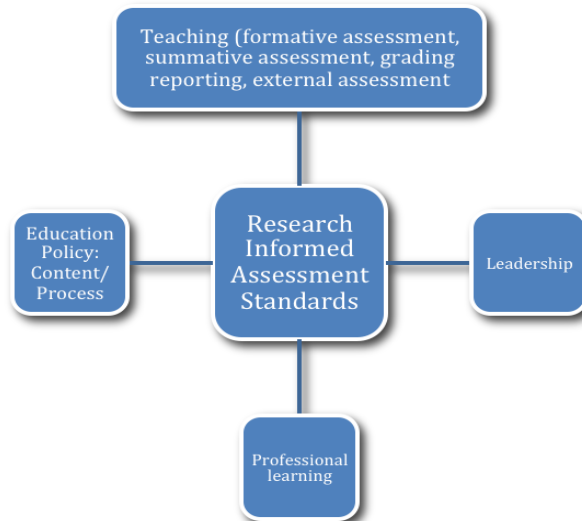 Teaching (formative assessment,
summative assessment, grading
reporting, external assessment
Education
Policy:
Content/
Process
Research
Informed
Assessment
Standards
Leadership
Professional
learning